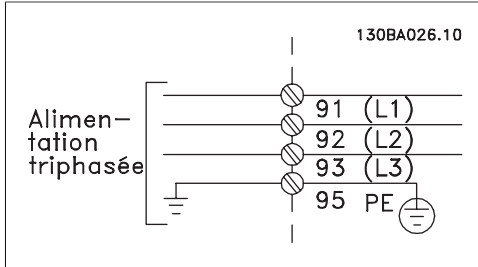 130BA026.10
Alimen-
tation
triphasée
91 (L1)
92 (L2)
93 (L3)
95 PE